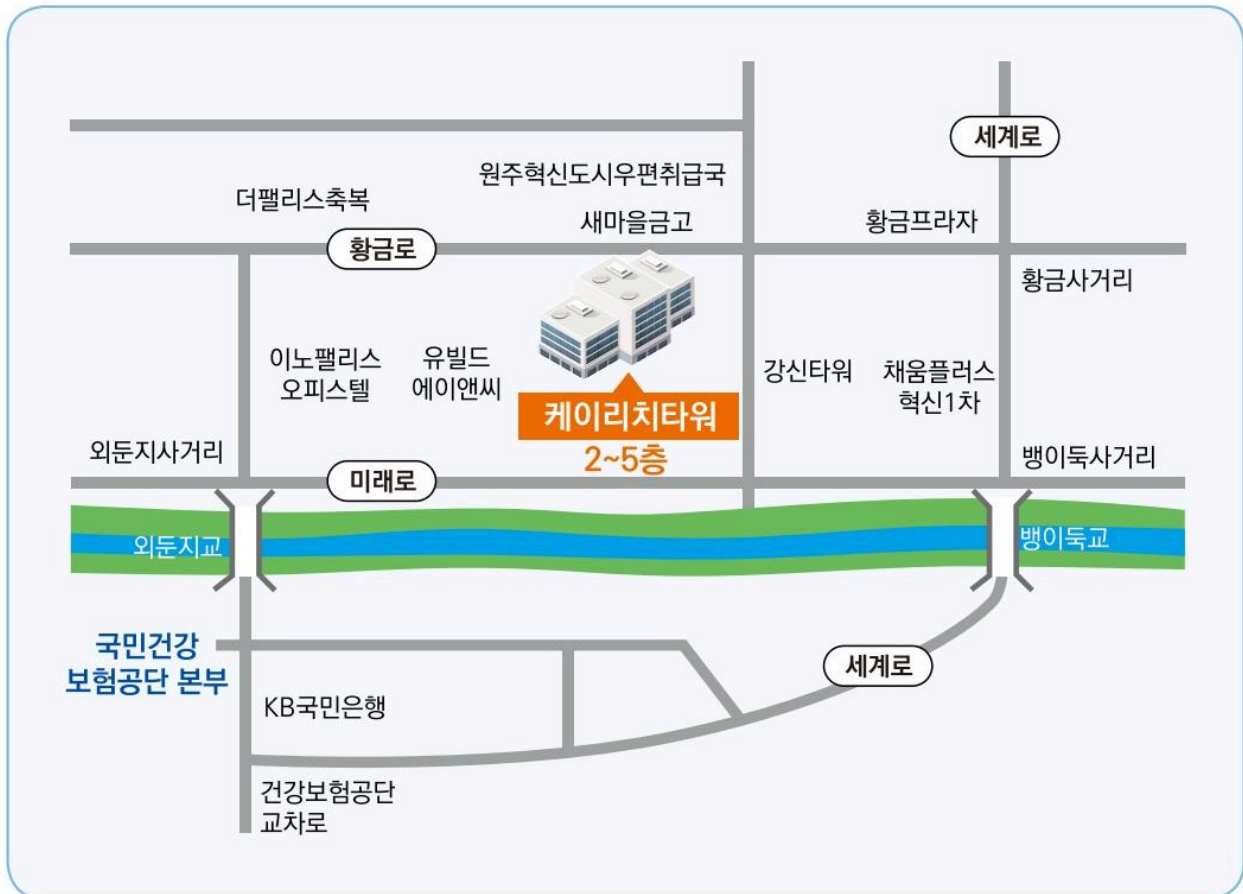 세계로
원주혁신도시우편취급국
더팰리스축복
새마을금고
황금프라자
황금로
황금사거리
이노팰리스
오피스텔
유빌드
에이앤씨
강신타워
채움플러스
혁신1차
케이리치타워
2~5층
외둔지사거리
미래로
뱅이둑사거리
외둔지교
뱅이둑교
국민건강
보험공단 본부
세계로
KB국민은행
건강보험공단
교차로